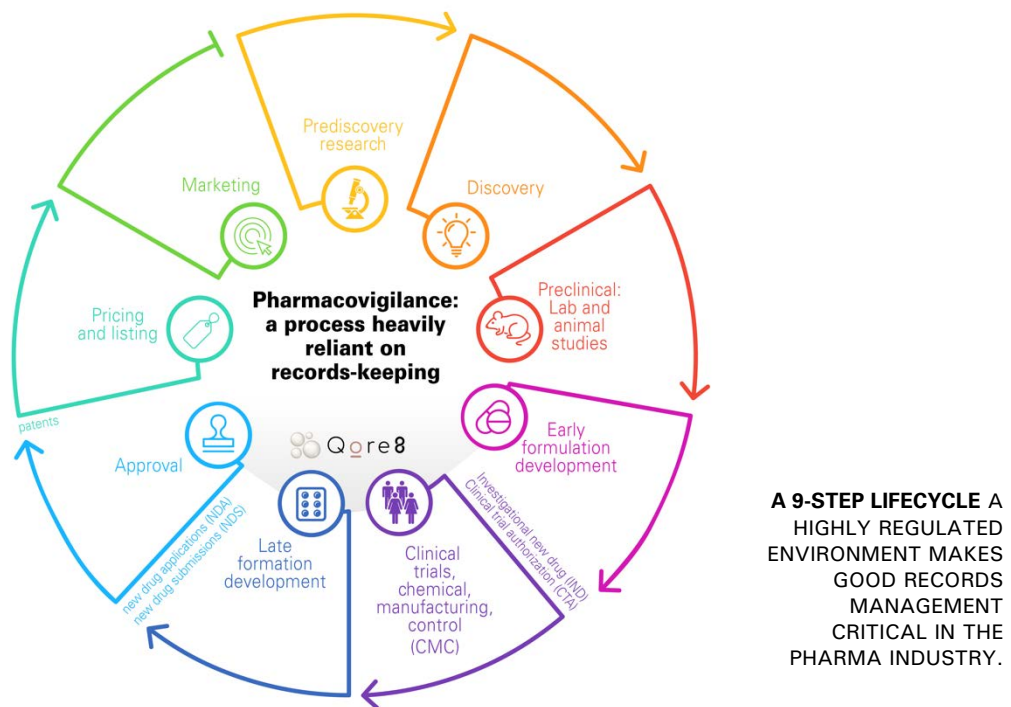 Prediscovery
research
Discovery
Preclinical:
Lab and
animal
studies
Early
formulation
development
Investigational new drug (IND)
Clinical trial authorization (CTA)
Clinical
trials,
chemical,
manufacturing,
control
(CMC)
Late
formation
development
new drug applications (NDA)
new drug submissions (NDS)
Approval
patents
Pricing
and listing
Marketing
Pharmacovigilance:
a process heavily
reliant on
records-keeping
Qore8
A 9-STEP LIFECYCLE A
HIGHLY REGULATED
ENVIRONMENT MAKES
GOOD RECORDS
MANAGEMENT
CRITICAL IN THE
PHARMA INDUSTRY.